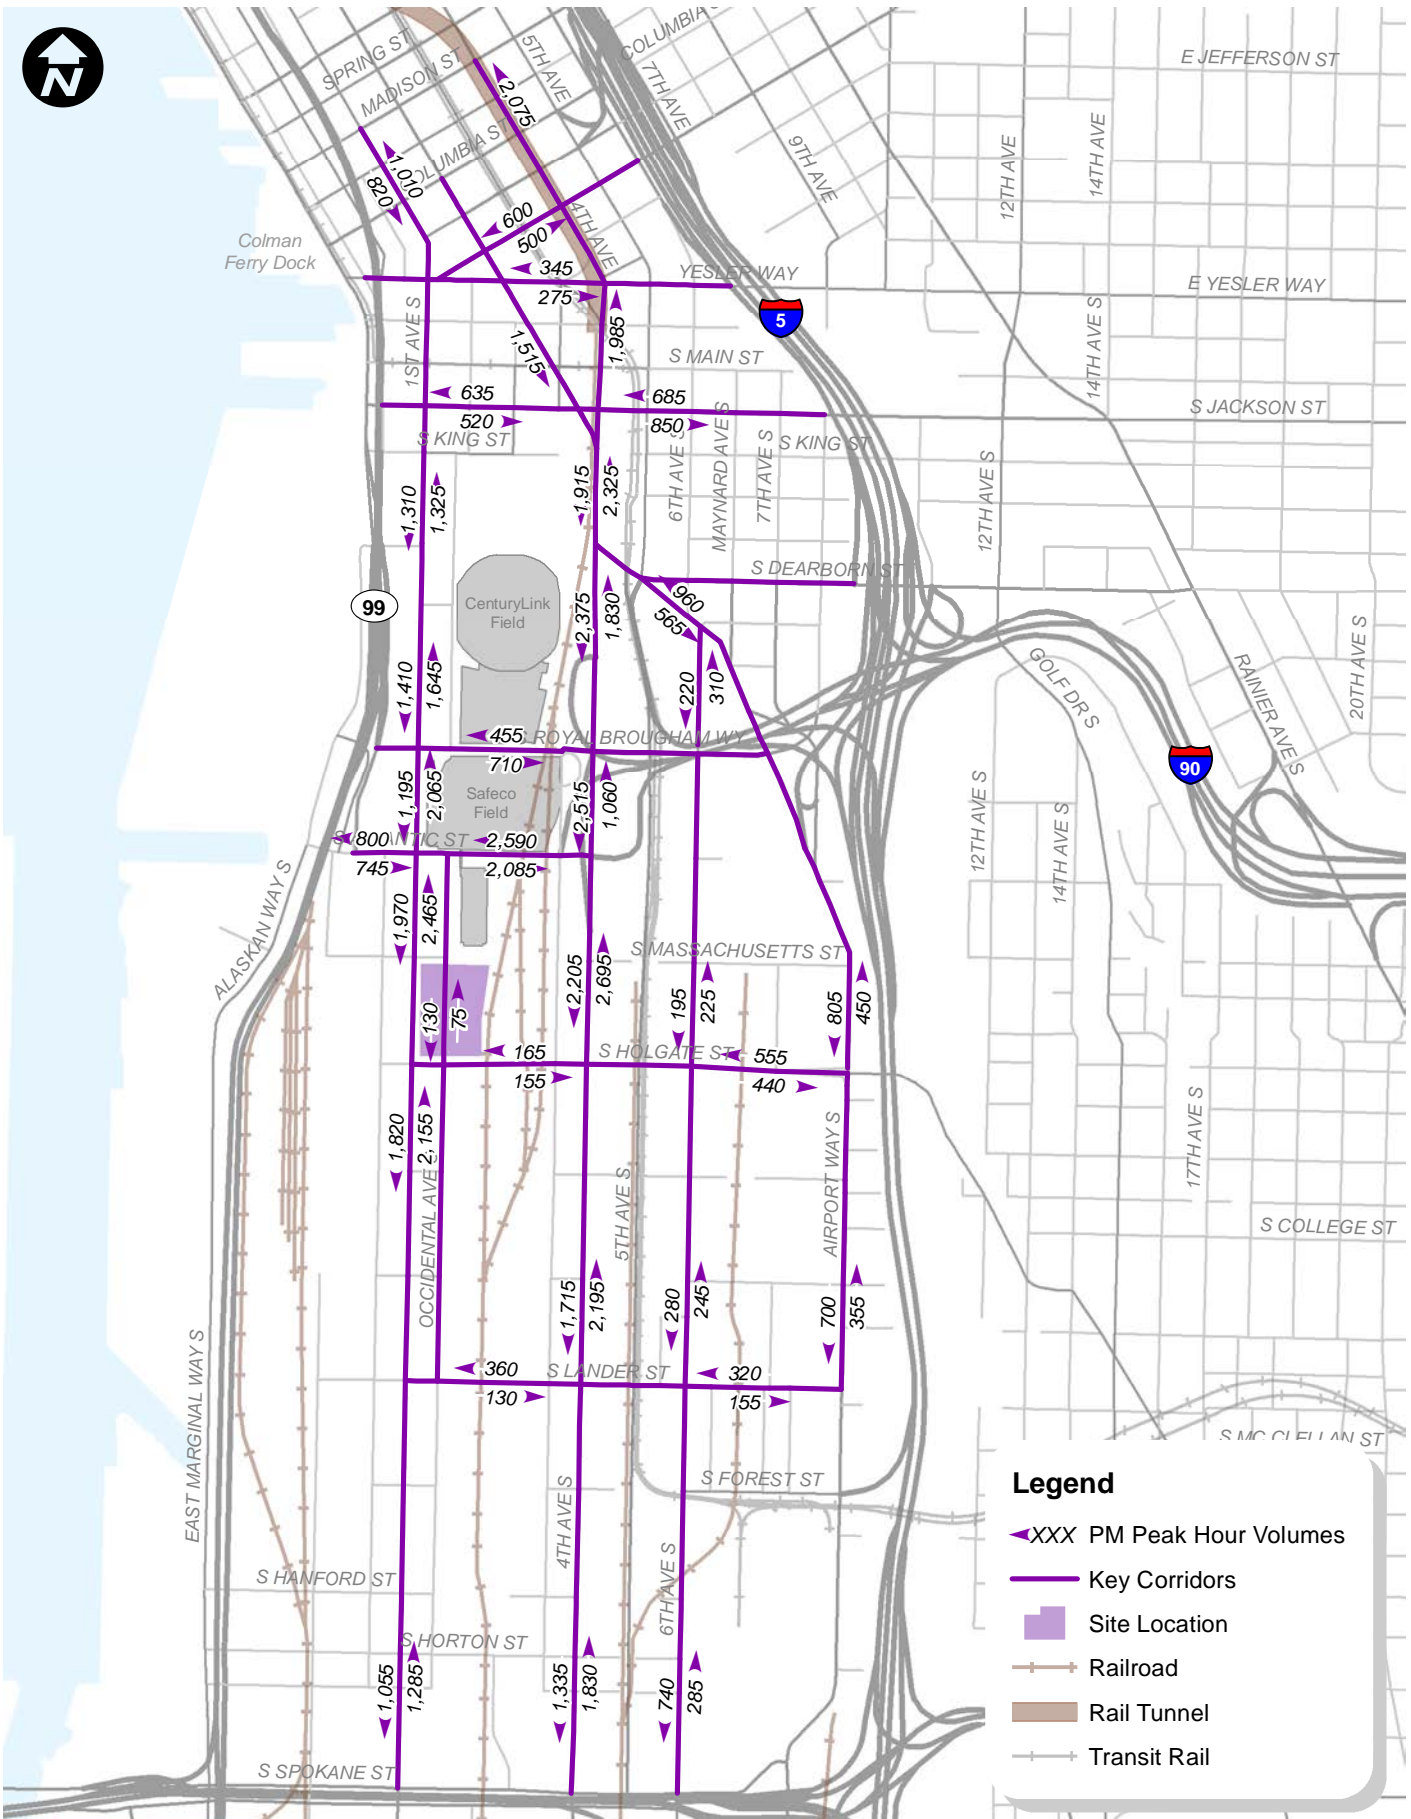 N
SPRING ST
MADISON ST
5TH AVE
COLUMBIA
7TH AVE
E JEFFERSON ST
2,075
1,010
820
OLUMBIA ST
9TH AVE
12TH AVE
14TH AVE
600
500
4TH AVE
Colman
Ferry Dock
345
275
YESLER WAY
E YESLER WAY
5
1ST AVE S
1,515
1,985
S MAIN ST
14TH AVE S
635
520
685
850
S JACKSON ST
S KING ST
S KING ST
6TH AVE S
MAYNARD AVE S
7TH AVE S
12TH AVE S
1,310
1,325
1,915
2,325
S DEARBORN ST
99
CenturyLink
Field
2,375
1,830
960
565
1,410
1,645
220
310
GOLF DR S
RAINIER AVE S
20TH AVE S
455
S ROYAL BROUGHAM WY
710
90
1,195
2,065
Safeco
Field
2,515
1,060
12TH AVE S
14TH AVE S
800
NTIC ST
2,590
745
2,085
ALASKAN WAY S
1,970
2,465
S MASSACHUSETTS ST
2,205
2,695
195
225
805
450
130
75
165
S HOLGATE ST
555
155
440
1,820
2,155
OCCIDENTAL AVE
5TH AVE S
AIRPORT WAY S
17TH AVE S
S COLLEGE ST
1,715
2,195
280
245
700
355
EAST MARGINAL WAY S
360
S LANDER ST
320
130
155
S MC CLELLAN ST
S FOREST ST
4TH AVE S
6TH AVE S
S HANFORD ST
S HORTON ST
1,055
1,285
1,335
1,830
740
285
S SPOKANE ST
Legend
XXX PM Peak Hour Volumes
Key Corridors
Site Location
Railroad
Rail Tunnel
Transit Rail